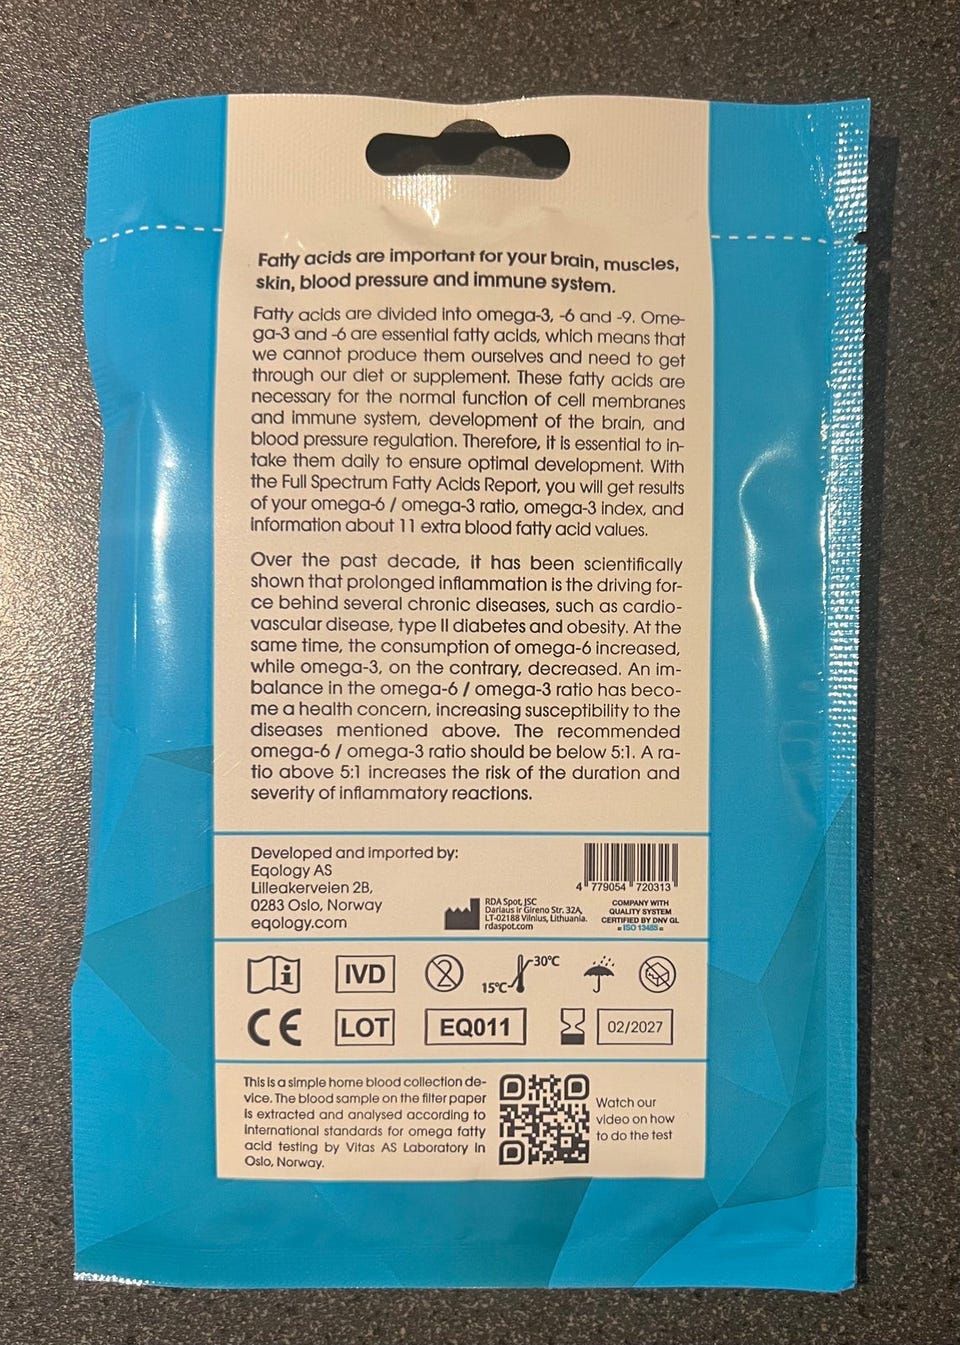 Fatty acids are important for your brain, muscles,
skin, blood pressure and immune system.
Fatty acids are divided into omega-3, -6 and -9. Ome-
ga-3 and -6 are essential fatty acids, which means that
we cannot produce them ourselves and need to get
through our diet or supplement. These fatty acids are
necessary for the normal function of cell membranes
and immune system, development of the brain, and
blood pressure regulation. Therefore, it is essential to in-
take them daily to ensure optimal development. With
the Full Spectrum Fatty Acids Report, you will get results
of your omega-6 / omega-3 ratio, omega-3 index, and
information about 11 extra blood fatty acid values.
Over the past decade, it has been scientifically
shown that prolonged inflammation is the driving for-
ce behind several chronic diseases, such as cardio-
vascular disease, type II diabetes and obesity. At the
same time, the consumption of omega-6 increased,
while omega-3, on the contrary, decreased. An im-
balance in the omega-6 / omega-3 ratio has beco-
me a health concern, increasing susceptibility to the
diseases mentioned above. The recommended
omega-6 / omega-3 ratio should be below 5:1. A ra-
tio above 5:1 increases the risk of the duration and
severity of inflammatory reactions.
Developed and imported by:
Eqology AS
Lilleakerveien 2B,
0283 Oslo, Norway
eqology.com
RDA Spot, JSC
Dariaus ir Gireno Str. 32A,
LT-02188 Vilnius, Lithuania.
rdaspot.com
4 779054 720313
COMPANY WITH
QUALITY SYSTEM
CERTIFIED BY DNV GL
= ISO 13485 =
i
IVD
2
15°C
30°C
CE
LOT
EQ011
02/2027
This is a simple home blood collection de-
vice. The blood sample on the filter paper
is extracted and analysed according to
international standards for omega fatty
acid testing by Vitas AS Laboratory in
Oslo, Norway.
Watch our
video on how
to do the test